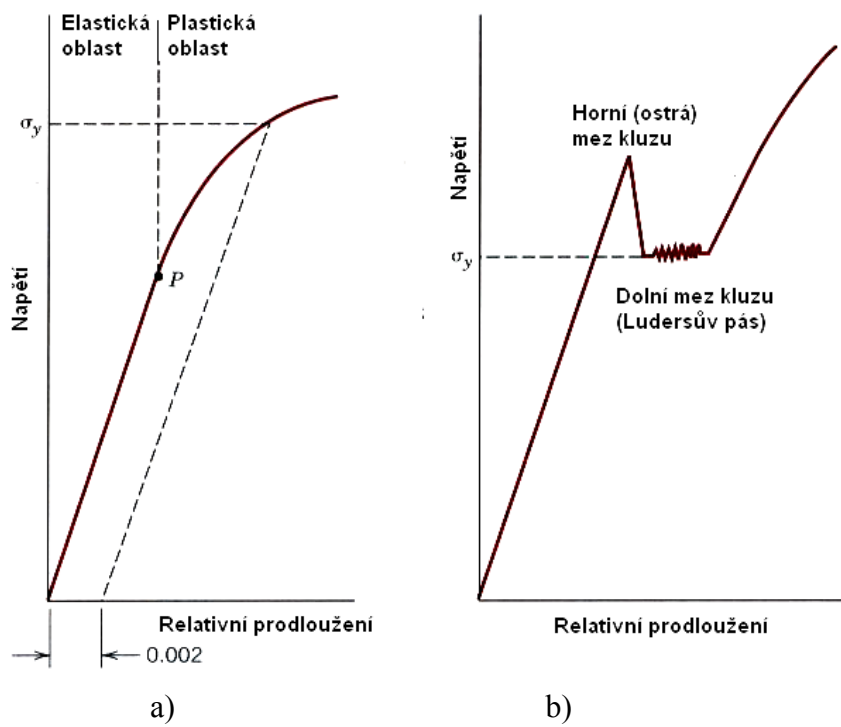 Elastická
oblast
Plastická
oblast
σy
P
Napětí
Relativní prodloužení
0.002
a)
Horní (ostrá)
mez kluzu
Napětí
σy
Dolní mez kluzu
(Ludersův pás)
Relativní prodloužení
b)